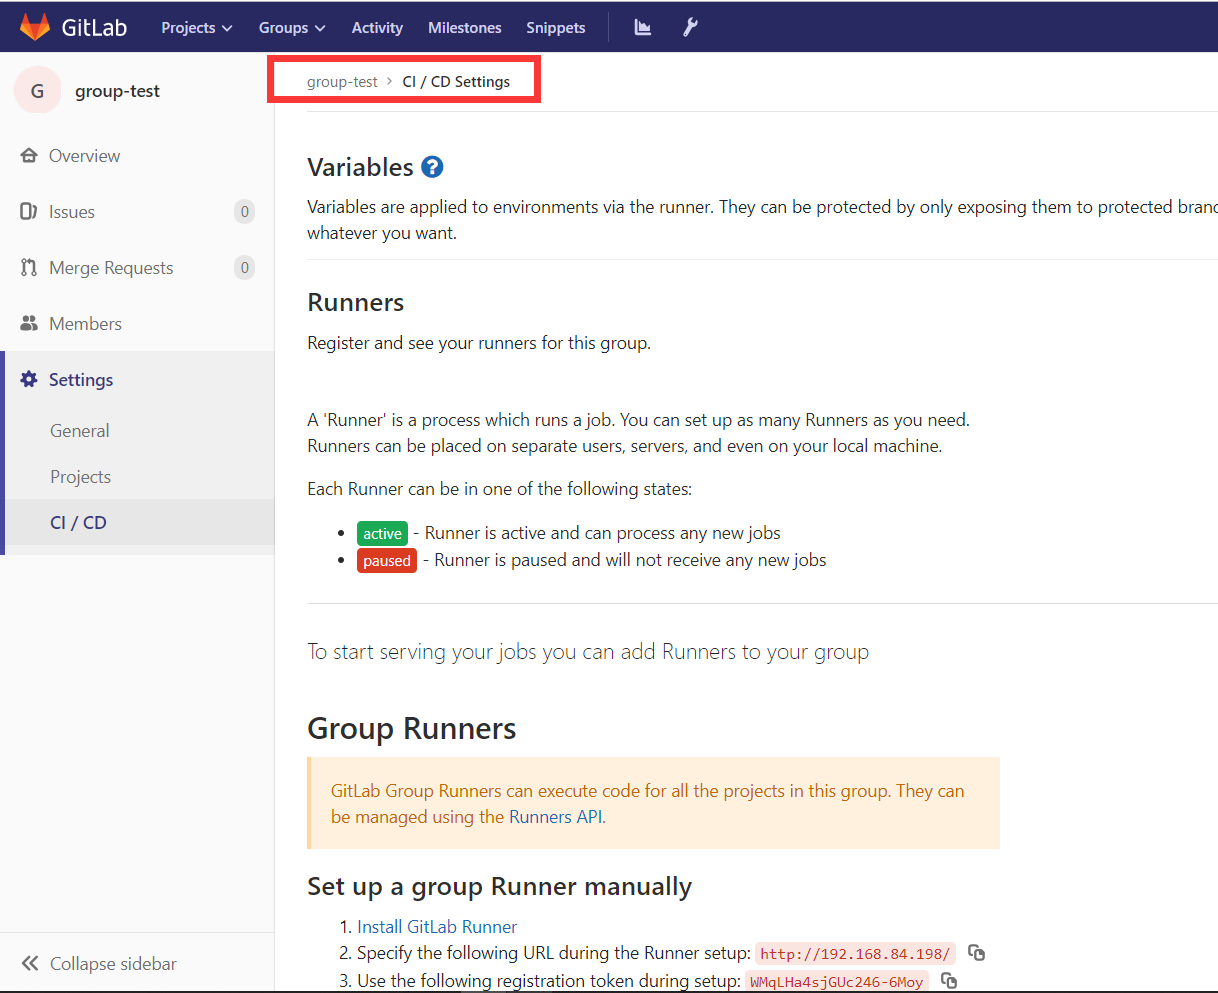 GitLab Projects Groups Activity Milestones Snippets
G group-test
Overview
Issues 0
Merge Requests 0
Members
Settings
General
Projects
CI / CD
Collapse sidebar
group-test > CI / CD Settings
Variables ?
Variables are applied to environments via the runner. They can be protected by only exposing them to protected branc
whatever you want.
Runners
Register and see your runners for this group.
A 'Runner' is a process which runs a job. You can set up as many Runners as you need.
Runners can be placed on separate users, servers, and even on your local machine.
Each Runner can be in one of the following states:
• active - Runner is active and can process any new jobs
• paused - Runner is paused and will not receive any new jobs
To start serving your jobs you can add Runners to your group
Group Runners
GitLab Group Runners can execute code for all the projects in this group. They can
be managed using the Runners API.
Set up a group Runner manually
1. Install GitLab Runner
2. Specify the following URL during the Runner setup: http://192.168.84.198/
3. Use the following registration token during setup: WMqLHa4sjGUc246-6Moy